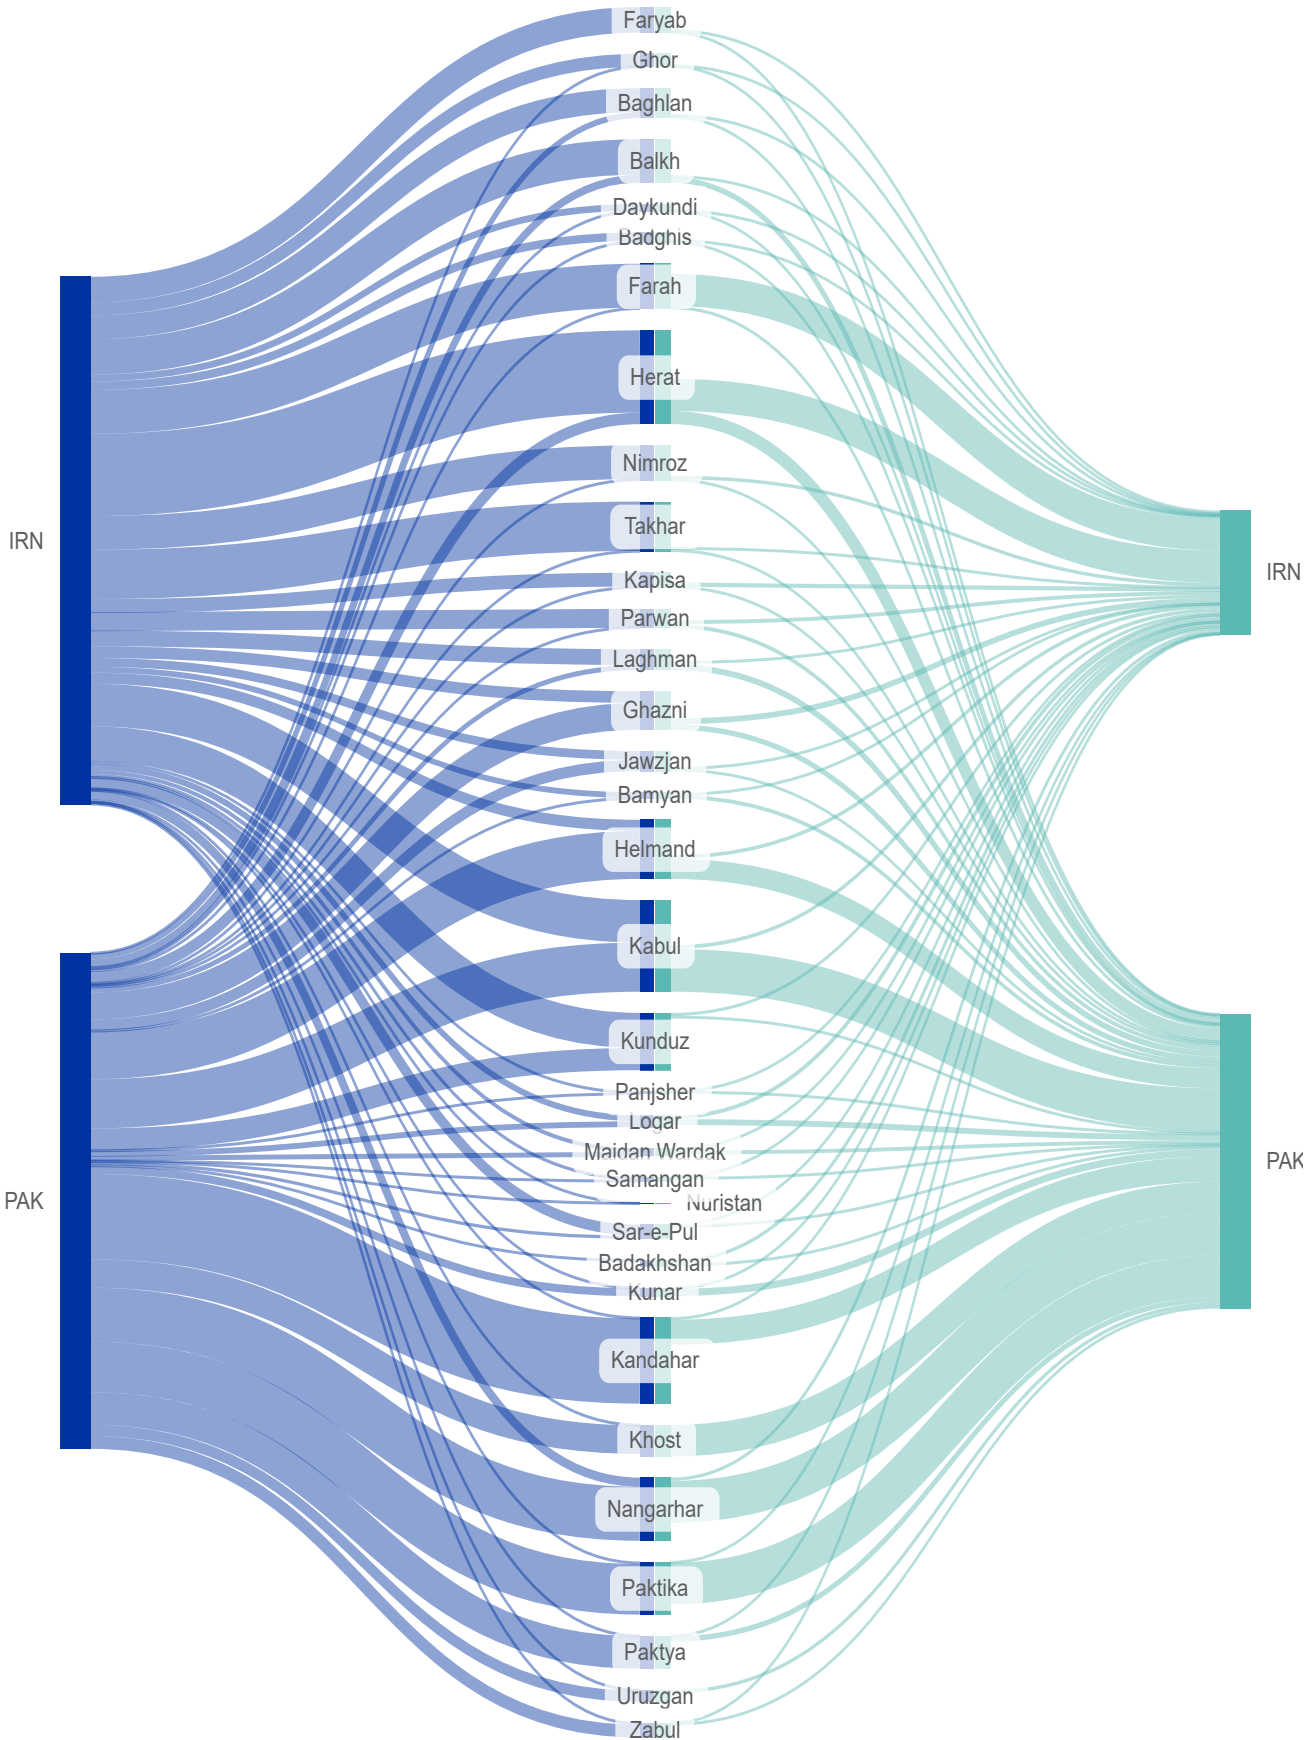 Faryab
Ghor
Baghlan
Balkh
Daykundi
Badghis
Farah
Herat
Nimroz
Takhar
IRN
IRN
Kapisa
Parwan
Laghman
Ghazni
Jawzjan
Bamyan
Helmand
Kabul
Kunduz
Panjsher
Logar
Maidan Wardak
PAK
Samangan
PAK
Nuristan
Sar-e-Pul
Badakhshan
Kunar
Kandahar
Khost
Nangarhar
Paktika
Paktya
Uruzgan
Zabul